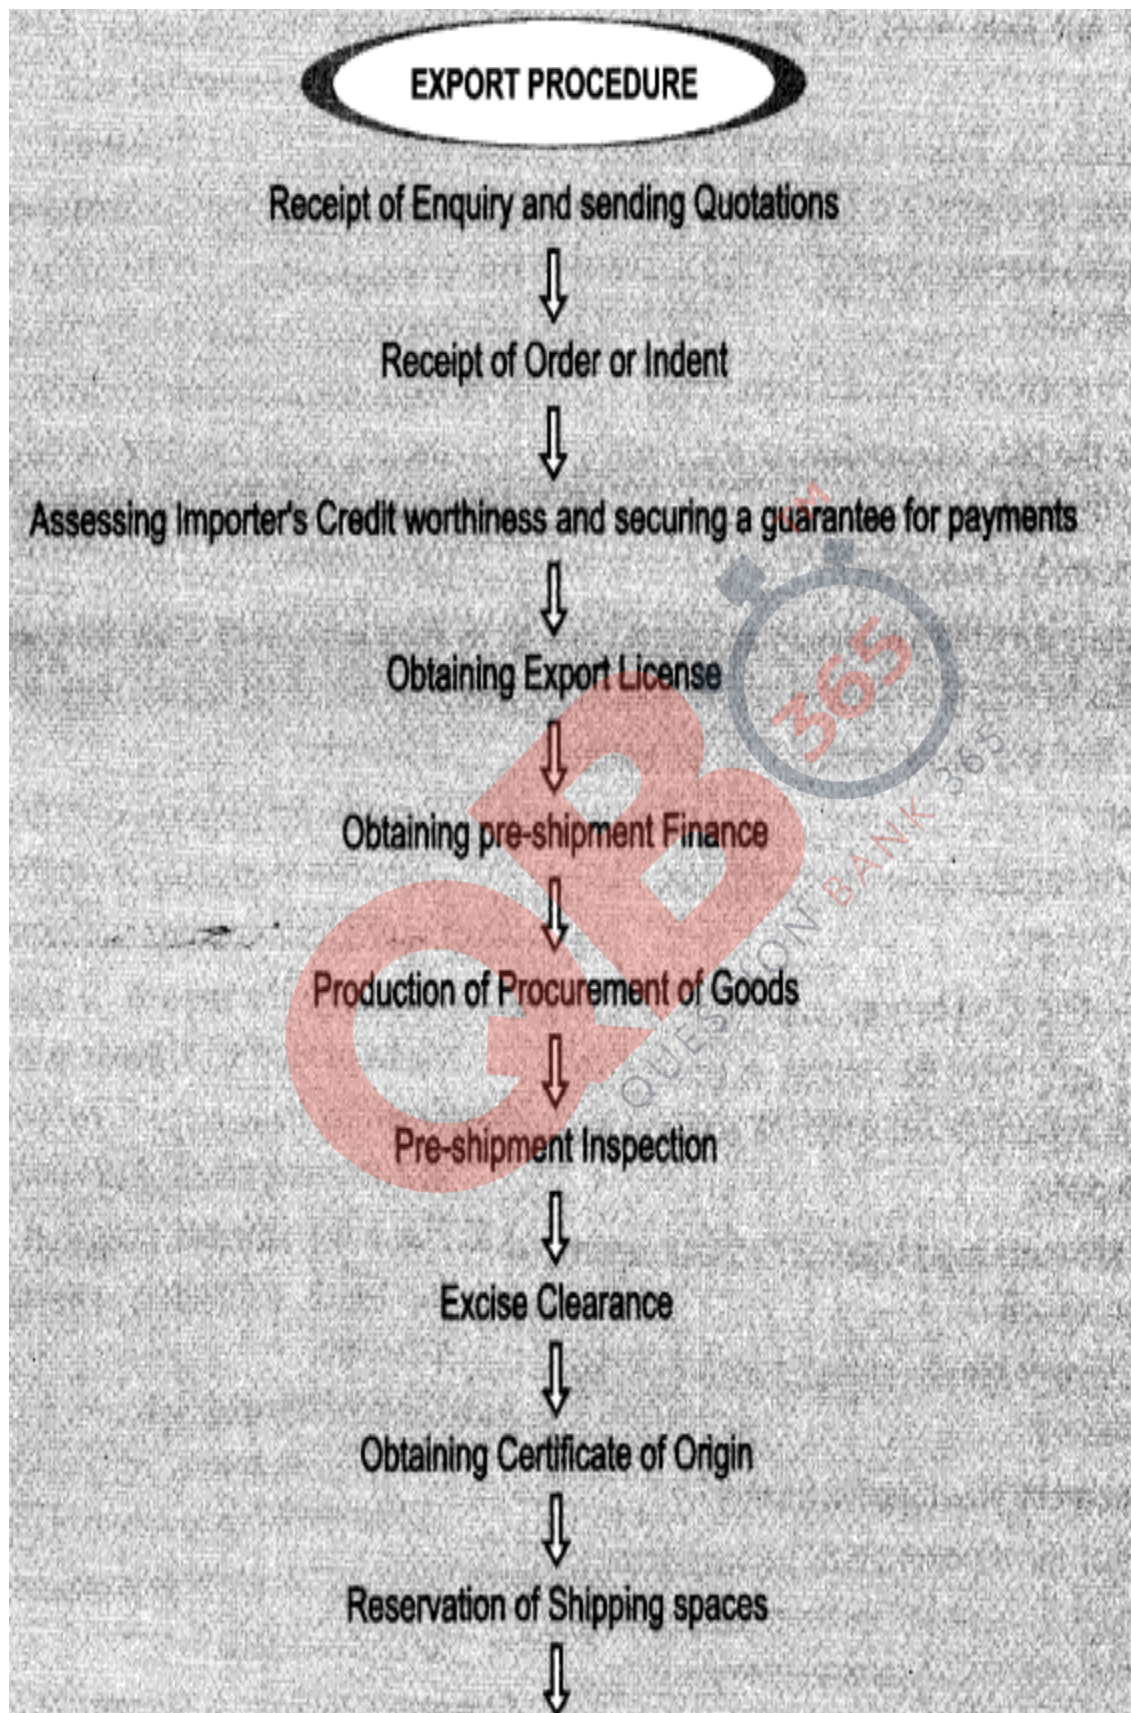 EXPORT PROCEDURE
Receipt of Enquiry and sending Quotations
Receipt of Order or Indent
Assessing Importer's Credit worthiness and securing a guarantee for payments
TM
Obtaining Export License
365
Obtaining pre-shipment Finance
QB
QUESTION BANK 365
Production of Procurement of Goods
Pre-shipment Inspection
Excise Clearance
Obtaining Certificate of Origin
Reservation of Shipping spaces